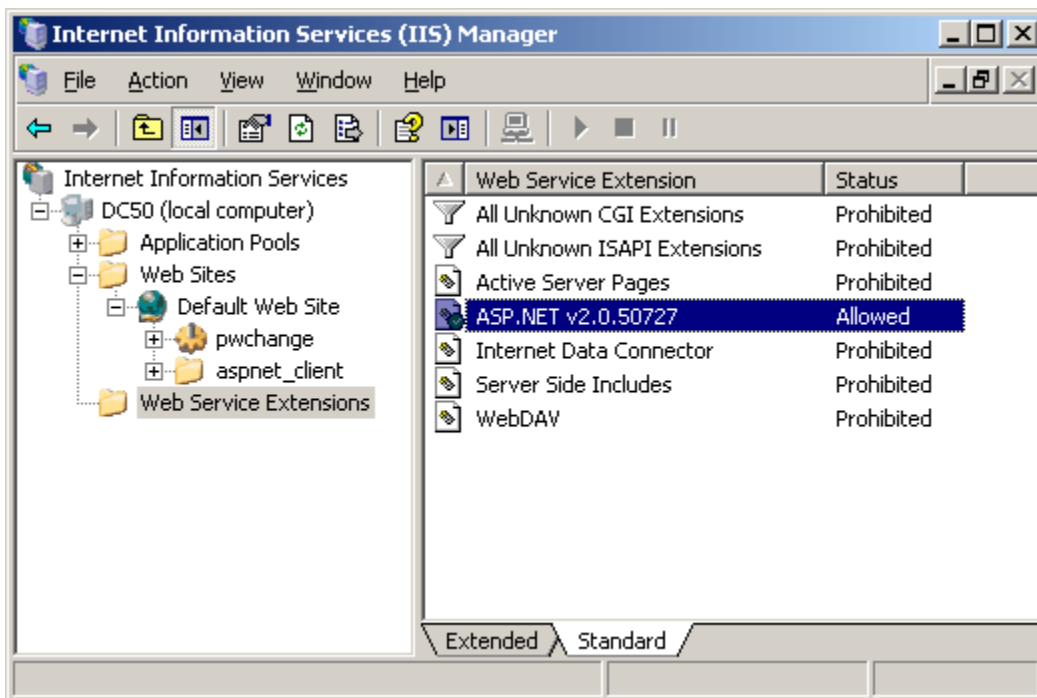 Internet Information Services (IIS) Manager
File Action View Window Help
Internet Information Services
DC50 (local computer)
Application Pools
Web Sites
Default Web Site
pwchange
aspnet_client
Web Service Extensions
Web Service Extension Status
All Unknown CGI Extensions Prohibited
All Unknown ISAPI Extensions Prohibited
Active Server Pages Prohibited
ASP.NET v2.0.50727 Allowed
Internet Data Connector Prohibited
Server Side Includes Prohibited
WebDAV Prohibited
Extended Standard